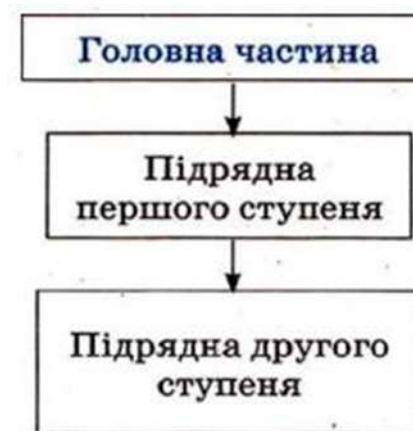 Головна частина
Підрядна
першого ступеня
Підрядна другого
ступеня